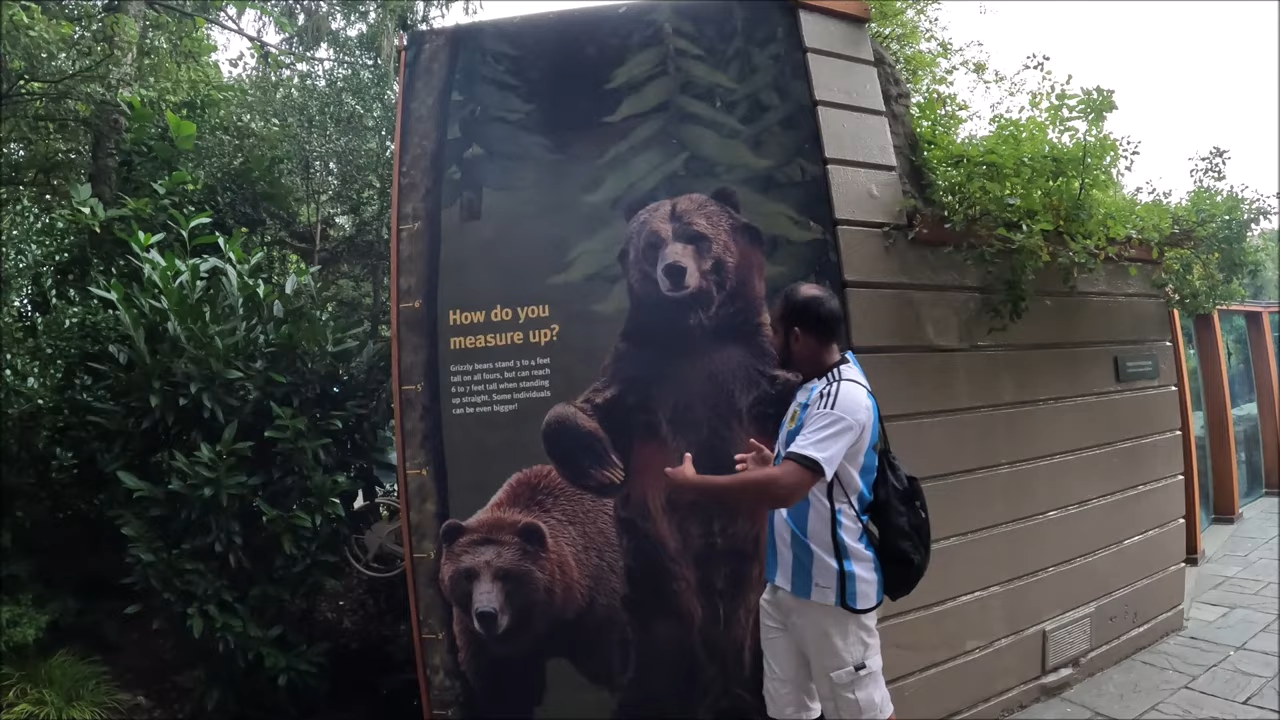 How do you
measure up?
Grizzly bears stand 3 to 4 feet
tall on all fours, but can reach
6 to 7 feet tall when standing
up straight. Some individuals
can be even bigger!
6'
5'
4'
3'